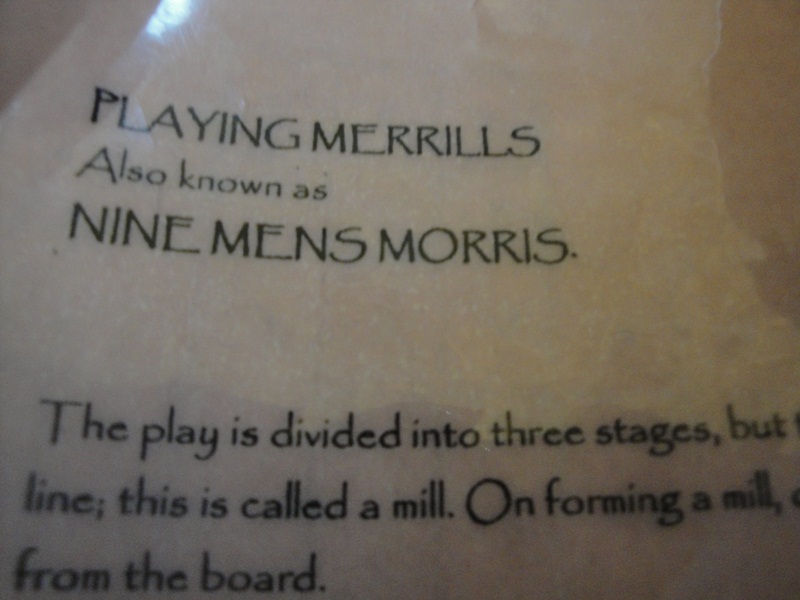 PLAYING MERRILLS
Also known as
NINE MENS MORRIS.
The play is divided into three stages, but
line; this is called a mill. On forming a mill,
from the board.